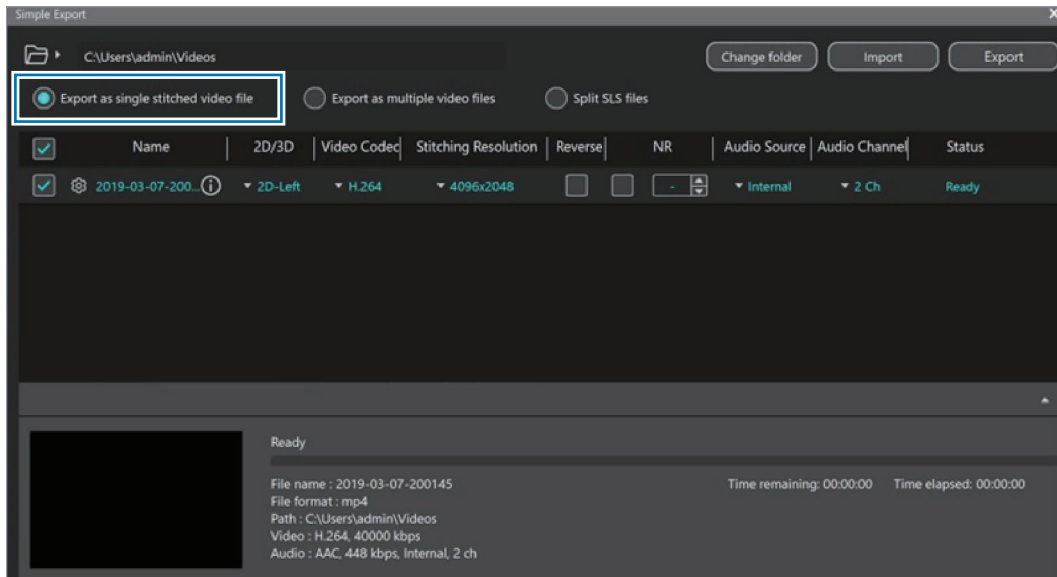 Simple Export
C:\Users\admin\Videos
Change folder
Import
Export
Export as single stitched video file
Export as multiple video files
Split SLS files
Name
2D/3D
Video Codec
Stitching Resolution
Reverse
NR
Audio Source
Audio Channel
Status
2019-03-07-200...
2D-Left
H.264
4096x2048
-
Internal
2 Ch
Ready
Ready
File name : 2019-03-07-200145
Time remaining: 00:00:00
Time elapsed: 00:00:00
File format : mp4
Path : C:\Users\admin\Videos
Video : H.264, 40000 kbps
Audio : AAC, 448 kbps, Internal, 2 ch